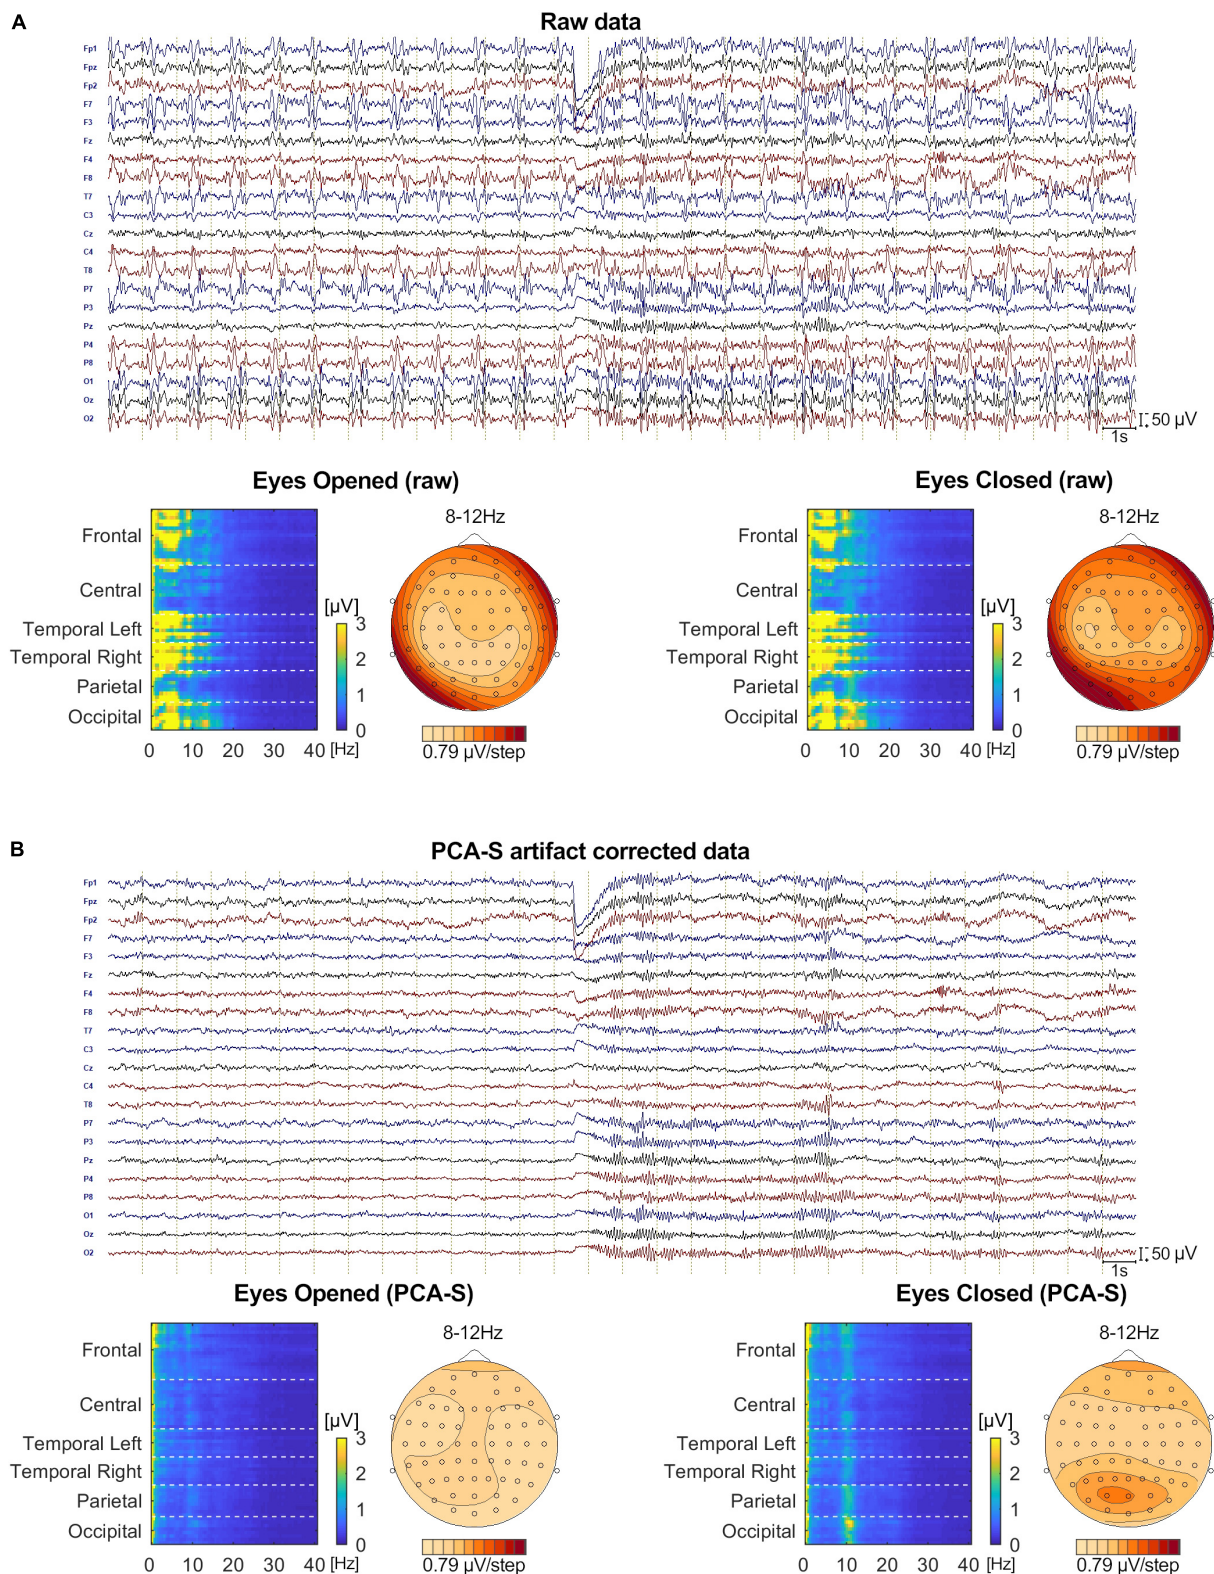 A
Raw data
Fp1
Fpz
Fp2
F7
F3
Fz
F4
F8
T7
C3
Cz
C4
T8
P7
P3
Pz
P4
P8
O1
Oz
O2
50 µV
1s
Eyes Opened (raw)
Frontal
Central
Temporal Left
Temporal Right
Parietal
Occipital
0 10 20 30 40 [Hz]
[µV]
3
2
1
0
8-12Hz
0.79 µV/step
Eyes Closed (raw)
Frontal
Central
Temporal Left
Temporal Right
Parietal
Occipital
0 10 20 30 40 [Hz]
[µV]
3
2
1
0
8-12Hz
0.79 µV/step
B
PCA-S artifact corrected data
Fp1
Fpz
Fp2
F7
F3
Fz
F4
F8
T7
C3
Cz
C4
T8
P7
P3
Pz
P4
P8
O1
Oz
O2
50 µV
1s
Eyes Opened (PCA-S)
Frontal
Central
Temporal Left
Temporal Right
Parietal
Occipital
0 10 20 30 40 [Hz]
[µV]
3
2
1
0
8-12Hz
0.79 µV/step
Eyes Closed (PCA-S)
Frontal
Central
Temporal Left
Temporal Right
Parietal
Occipital
0 10 20 30 40 [Hz]
[µV]
3
2
1
0
8-12Hz
0.79 µV/step